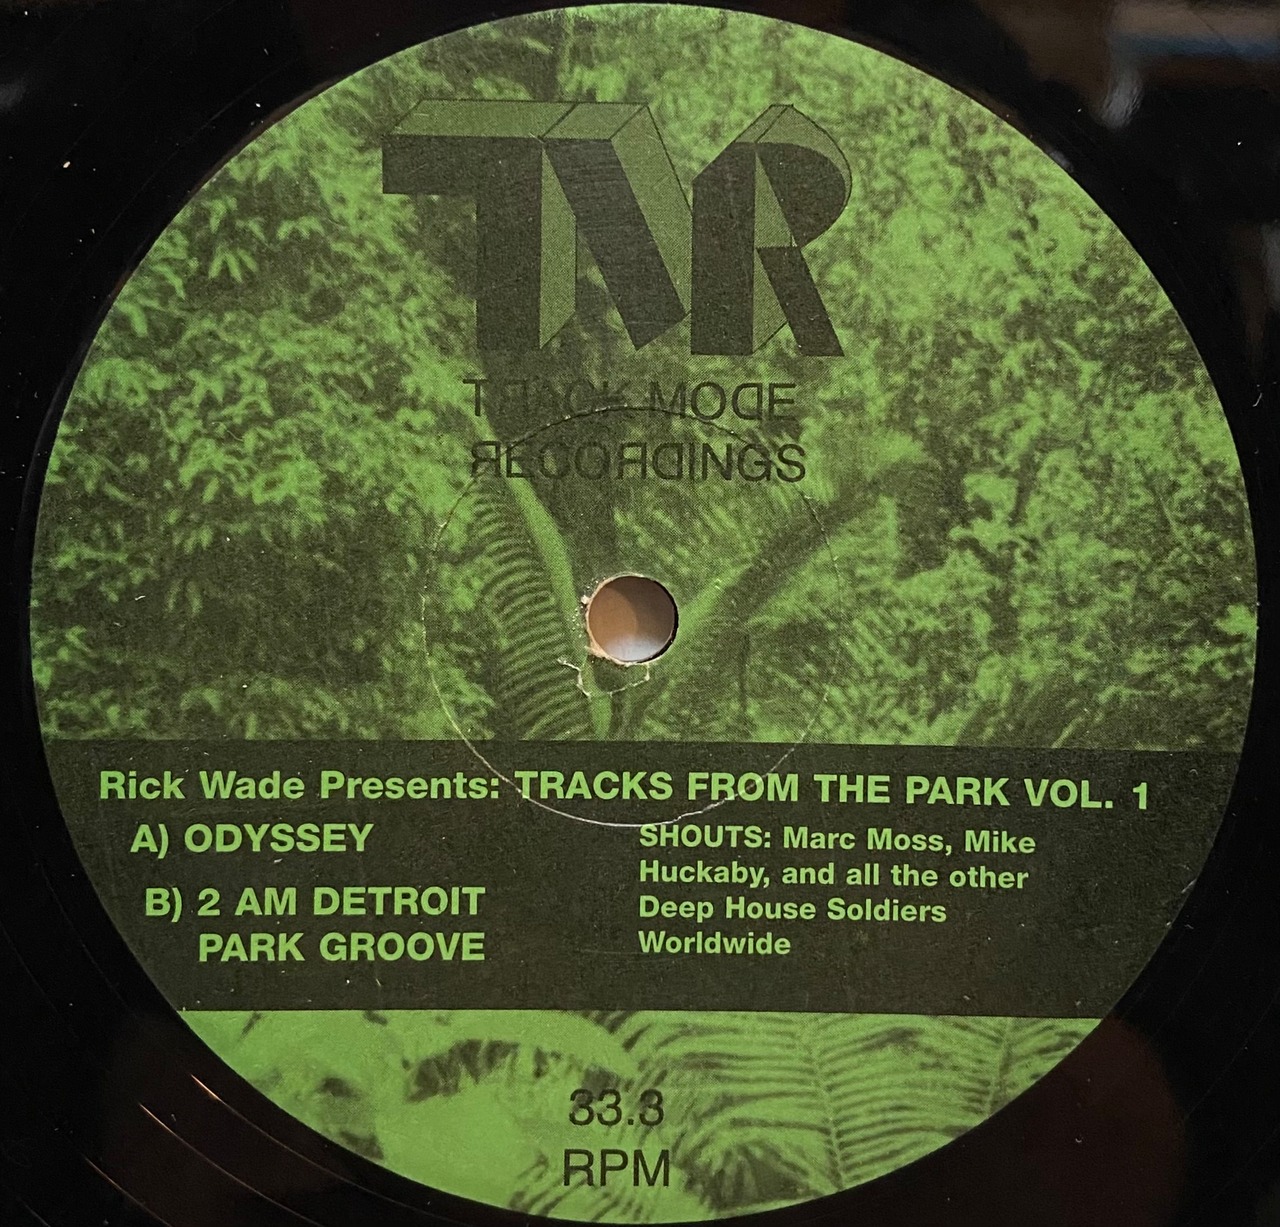 TMR
TRACK MODE
RECORDINGS
Rick Wade Presents: TRACKS FROM THE PARK VOL. 1
A) ODYSSEY
B) 2 AM DETROIT
PARK GROOVE
SHOUTS: Marc Moss, Mike
Huckaby, and all the other
Deep House Soldiers
Worldwide
33.3
RPM